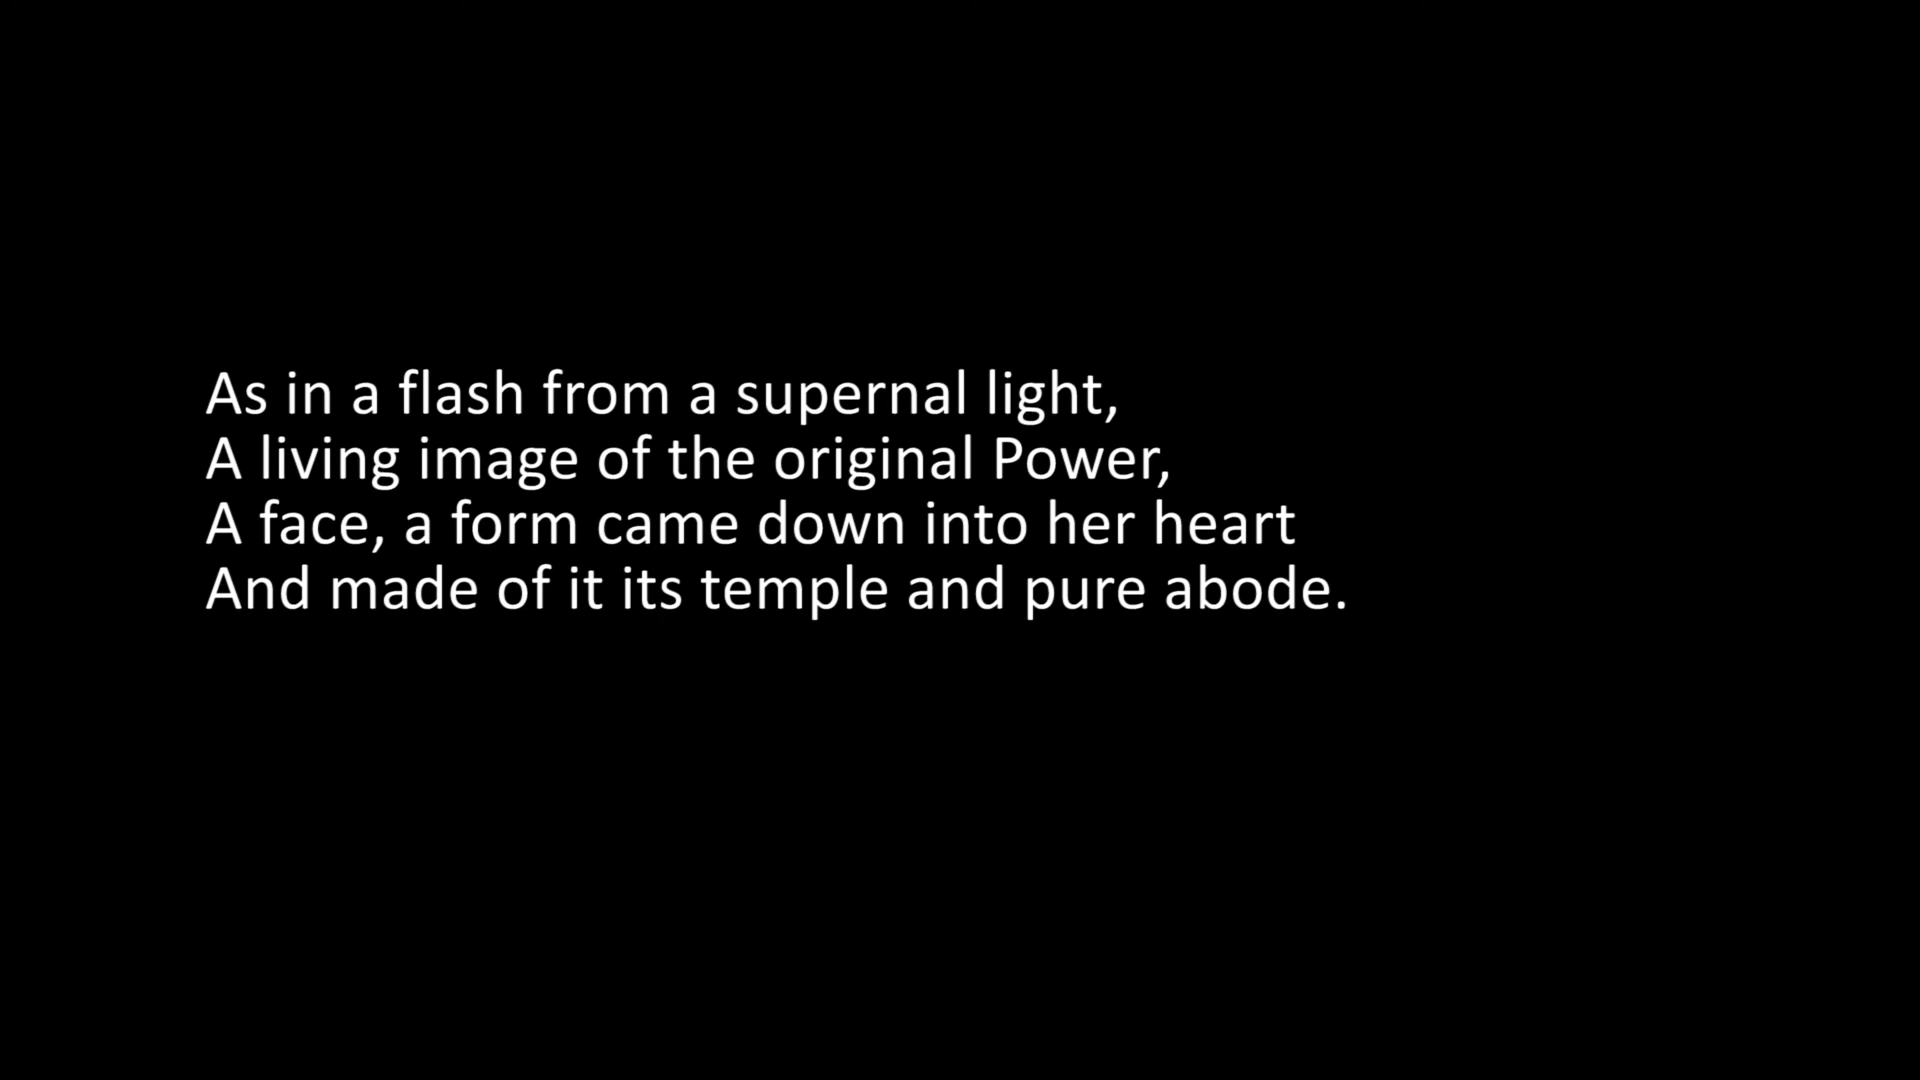 As in a flash from a supernal light,
A living image of the original Power,
A face, a form came down into her heart
And made of it its temple and pure abode.